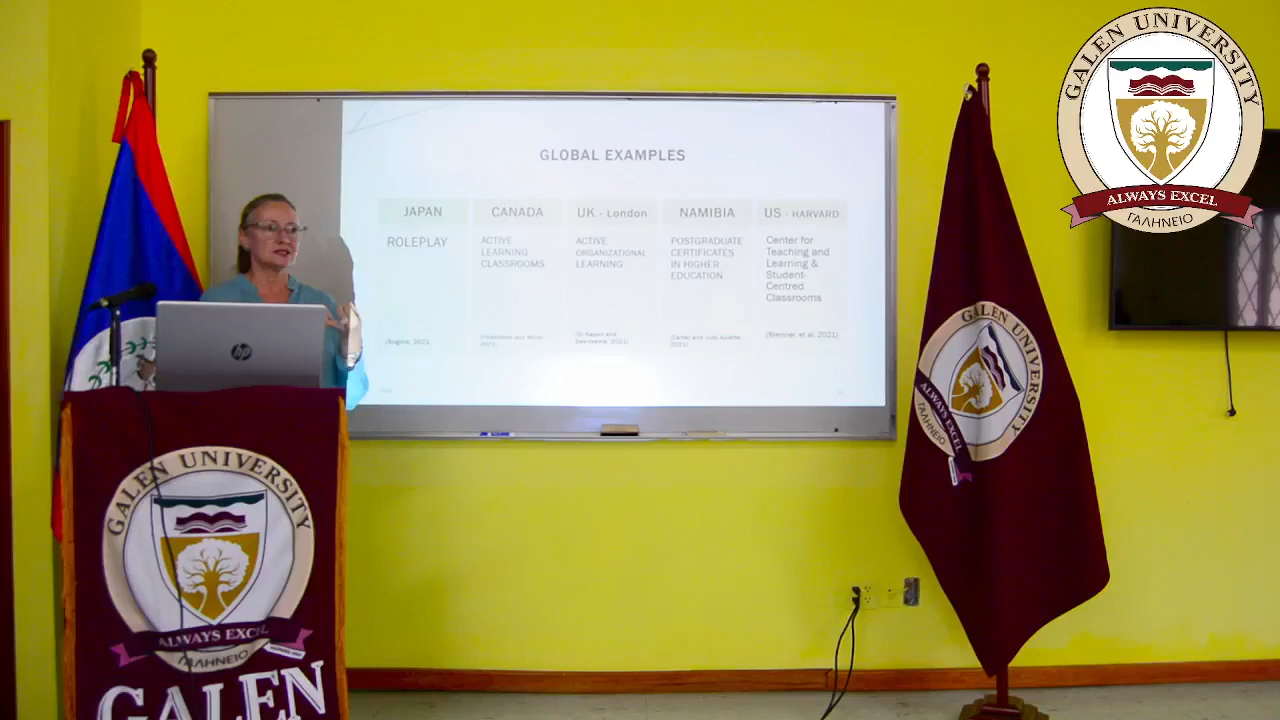 GLOBAL EXAMPLES
JAPAN
ROLEPLAY
CANADA
ACTIVE
LEARNING
CLASSROOMS
UK - London
ACTIVE
ORGANIZATIONAL
LEARNING
NAMIBIA
POSTGRADUATE
CERTIFICATES
IN HIGHER
EDUCATION
US - HARVARD
Center for
Teaching and
Learning &
Student-
Centred
Classrooms
GALEN UNIVERSITY
ALWAYS EXCEL
ΓΑΛΗΝΕΙΟ
hp
GALEN UNIVERSITY
ALWAYS EXCEL
ΓΑΛΗΝΕΙΟ
GALEN
GALEN UNIVERSITY
ALWAYS EXCEL
ΓΑΛΗΝΕΙΟ